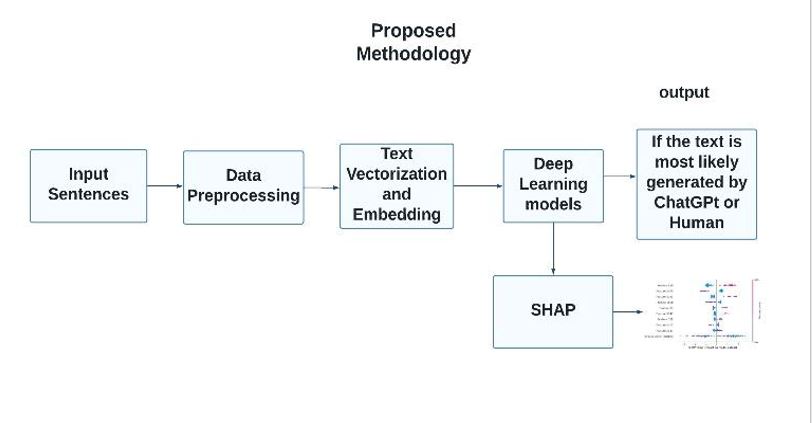 Proposed
Methodology
output
Input
Sentences
Data
Preprocessing
Text
Vectorization
and
Embedding
Deep
Learning
models
If the text is
most likely
generated by
ChatGPt or
Human
SHAP